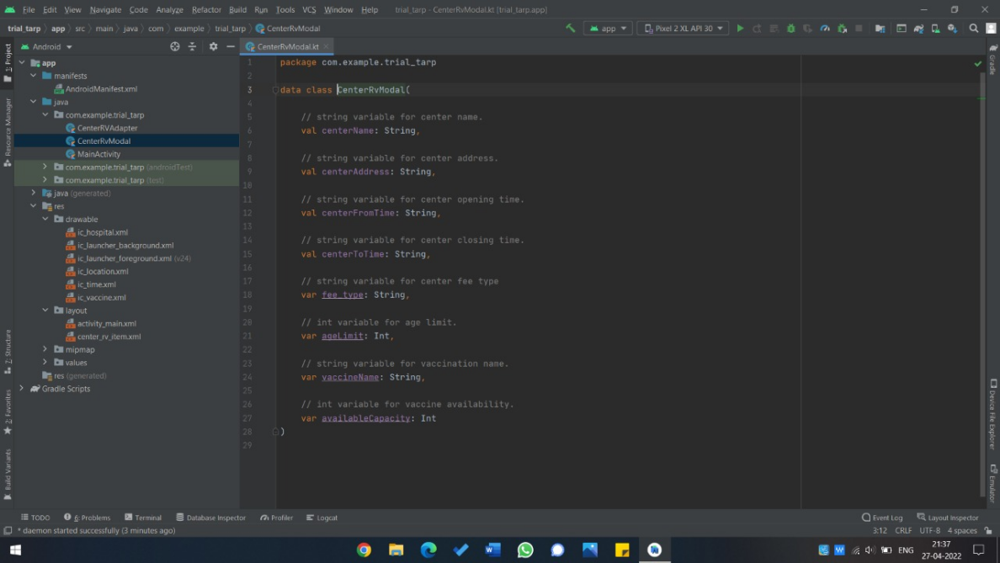 File Edit View Navigate Code Analyze Refactor Build Run Tools VCS Window Help trial_tarp - CenterRvModal.kt [trial_tarp.app]
trial_tarp app src main java com example trial_tarp CenterRvModal app Pixel 2 XL API 30
Android
CenterRvModal.kt
1: Project
Resource Manager
Z: Structure
2: Favorites
Build Variants
app
manifests
AndroidManifest.xml
java
com.example.trial_tarp
CenterRVAdapter
CenterRvModal
MainActivity
com.example.trial_tarp (androidTest)
com.example.trial_tarp (test)
java (generated)
res
drawable
ic_hospital.xml
ic_launcher_background.xml
ic_launcher_foreground.xml (v24)
ic_location.xml
ic_time.xml
ic_vaccine.xml
layout
activity_main.xml
center_rv_item.xml
mipmap
values
res (generated)
Gradle Scripts
1 package com.example.trial_tarp
2
3 data class CenterRvModal(
4
5 // string variable for center name.
6 val centerName: String,
7
8 // string variable for center address.
9 val centerAddress: String,
10
11 // string variable for center opening time.
12 val centerFromTime: String,
13
14 // string variable for center closing time.
15 val centerToTime: String,
16
17 // string variable for center fee type
18 var fee_type: String,
19
20 // int variable for age limit.
21 var ageLimit: Int,
22
23 // string variable for vaccination name.
24 var vaccineName: String,
25
26 // int variable for vaccine availability.
27 var availableCapacity: Int
28 )
29
Gradle
Device File Explorer
Emulator
TODO 6: Problems Terminal Database Inspector Profiler Logcat Event Log Layout Inspector
* daemon started successfully (3 minutes ago) 3:12 CRLF UTF-8 4 spaces
ENG 21:37
27-04-2022